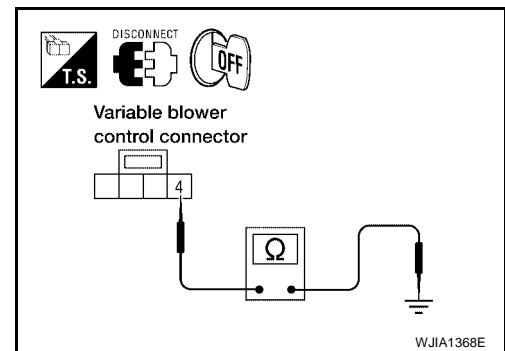 DISCONNECT
T.S.
OFF
Variable blower
control connector
4
Ω
WJIA1368E